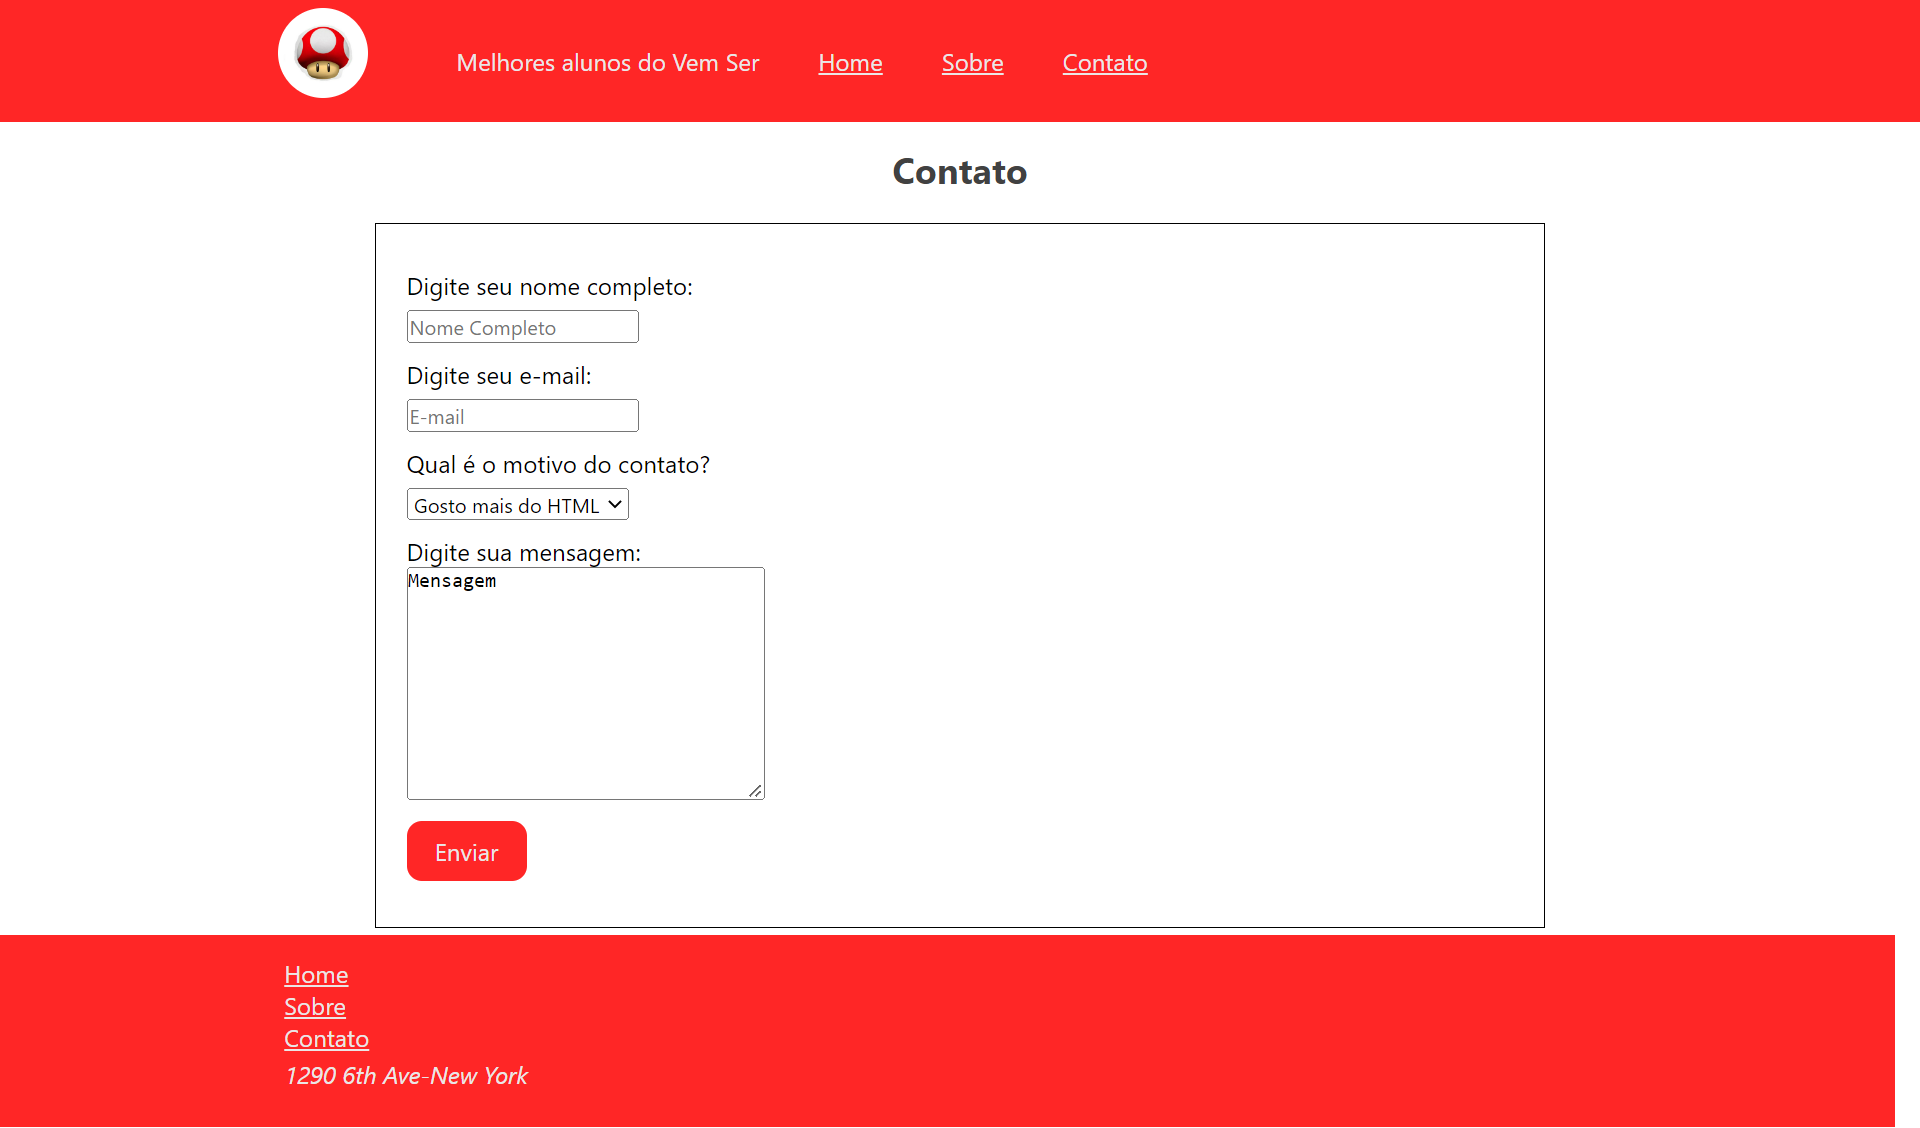 Melhores alunos do Vem Ser Home Sobre Contato
Contato
Digite seu nome completo:
Nome Completo
Digite seu e-mail:
E-mail
Qual é o motivo do contato?
Gosto mais do HTML
Digite sua mensagem:
Mensagem
Enviar
Home
Sobre
Contato
1290 6th Ave-New York